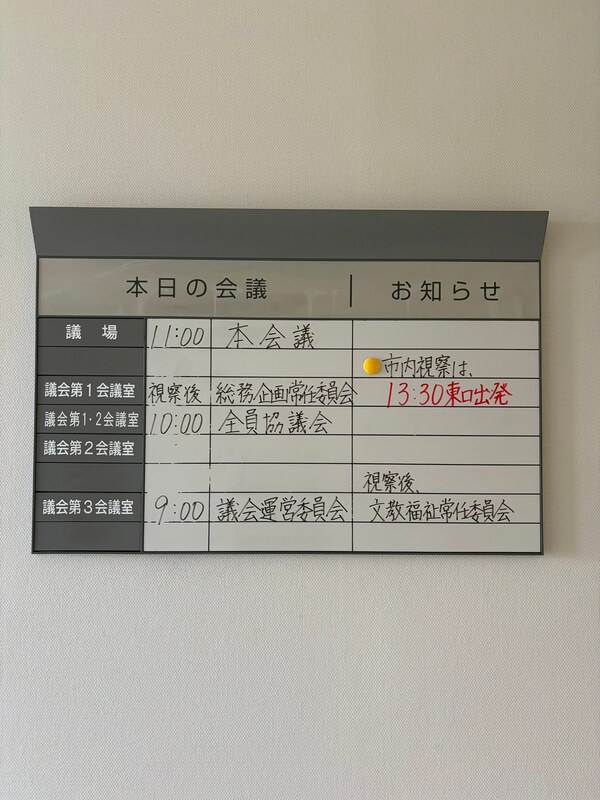 本日の会議 お知らせ
議場 11:00 本会議
市内視察は、
議会第1会議室 視察後 総務企画常任委員会 13:30東口出発
議会第1・2会議室 10:00 全員協議会
議会第2会議室
視察後、
議会第3会議室 9:00 議会運営委員会 文教福祉常任委員会